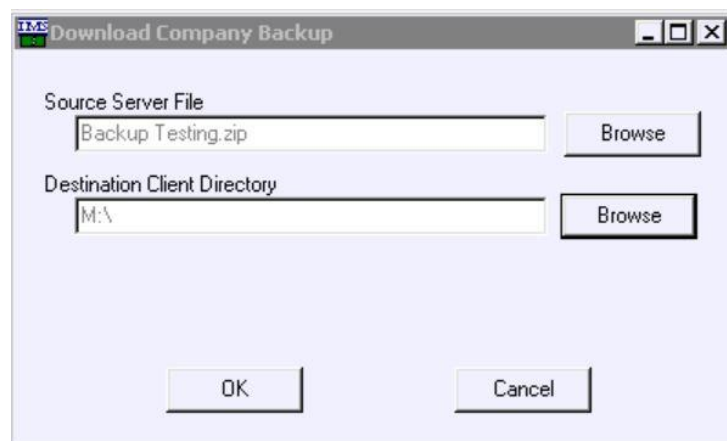 IMS Download Company Backup
Source Server File
Backup Testing.zip Browse
Destination Client Directory
M:\ Browse
OK Cancel